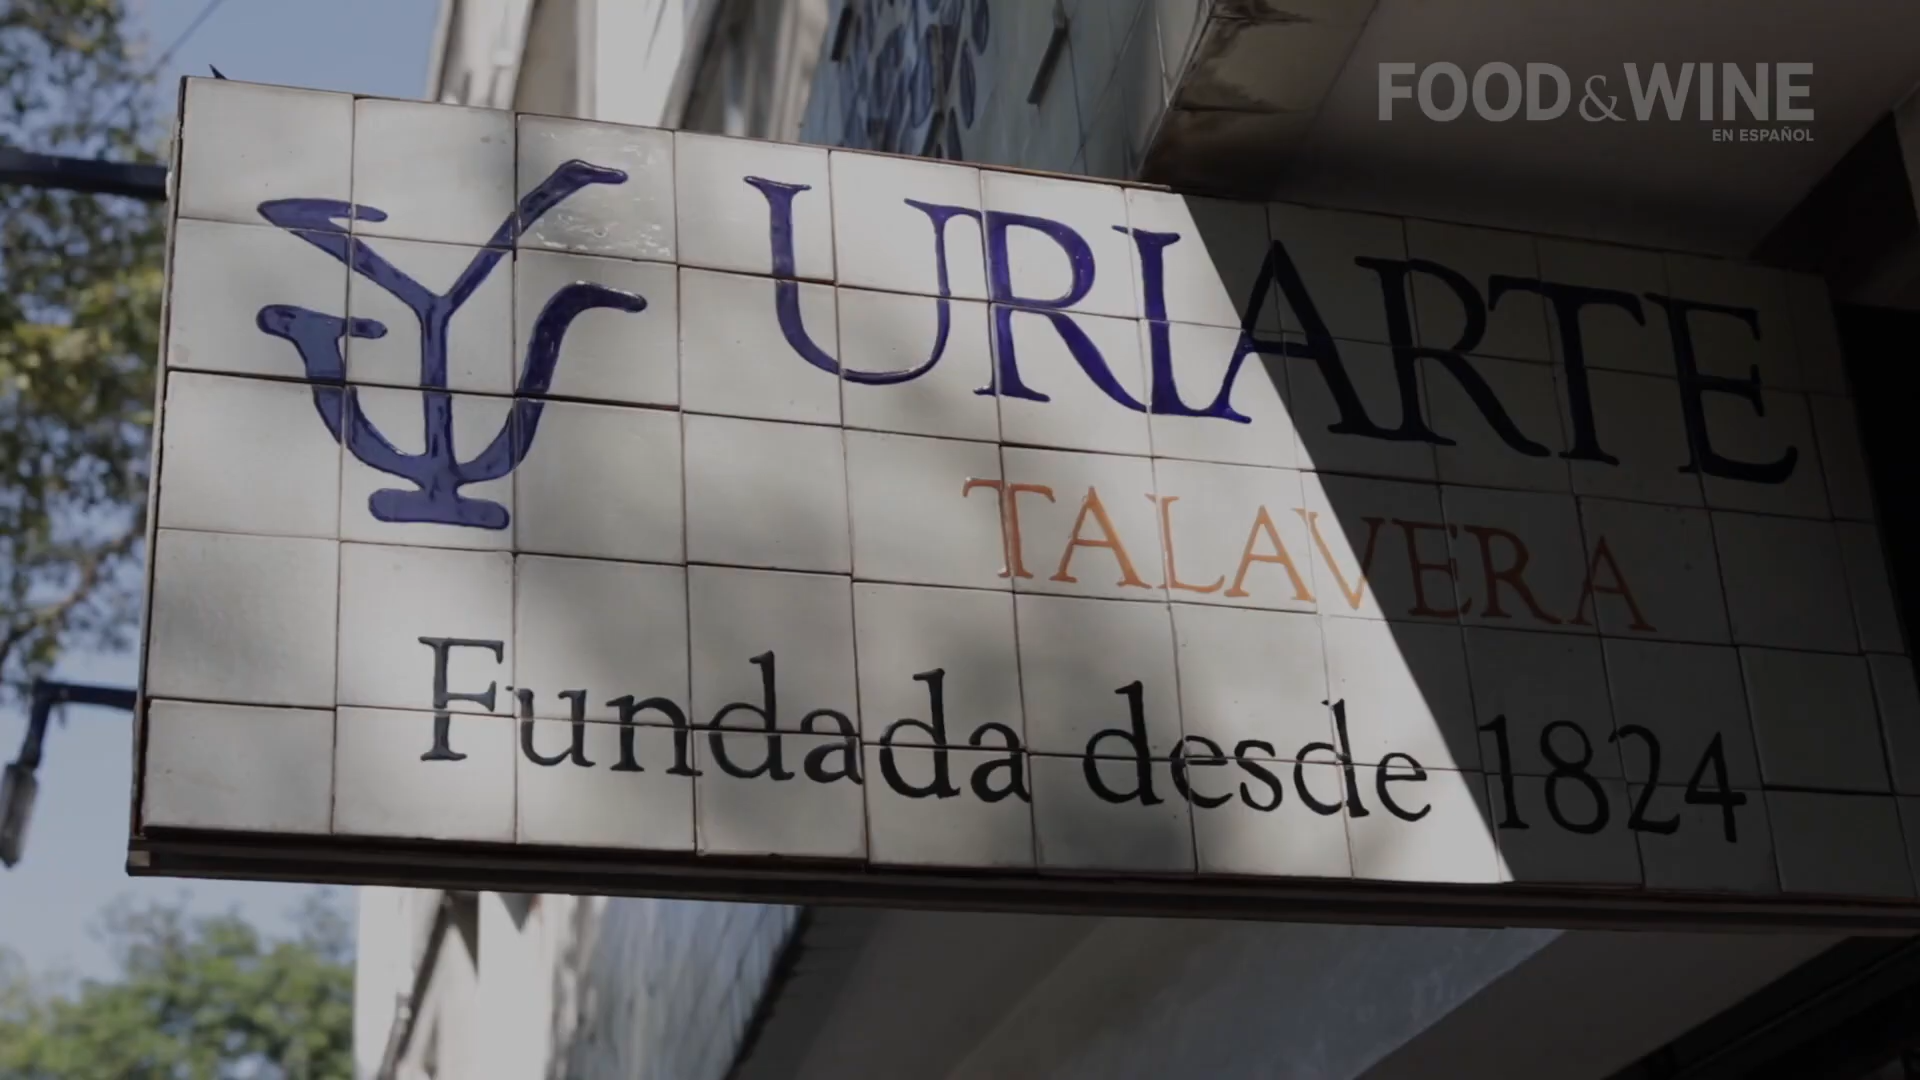 FOOD & WINE
EN ESPAÑOL
URIARTE
TALAVERA
Fundada desde 1824